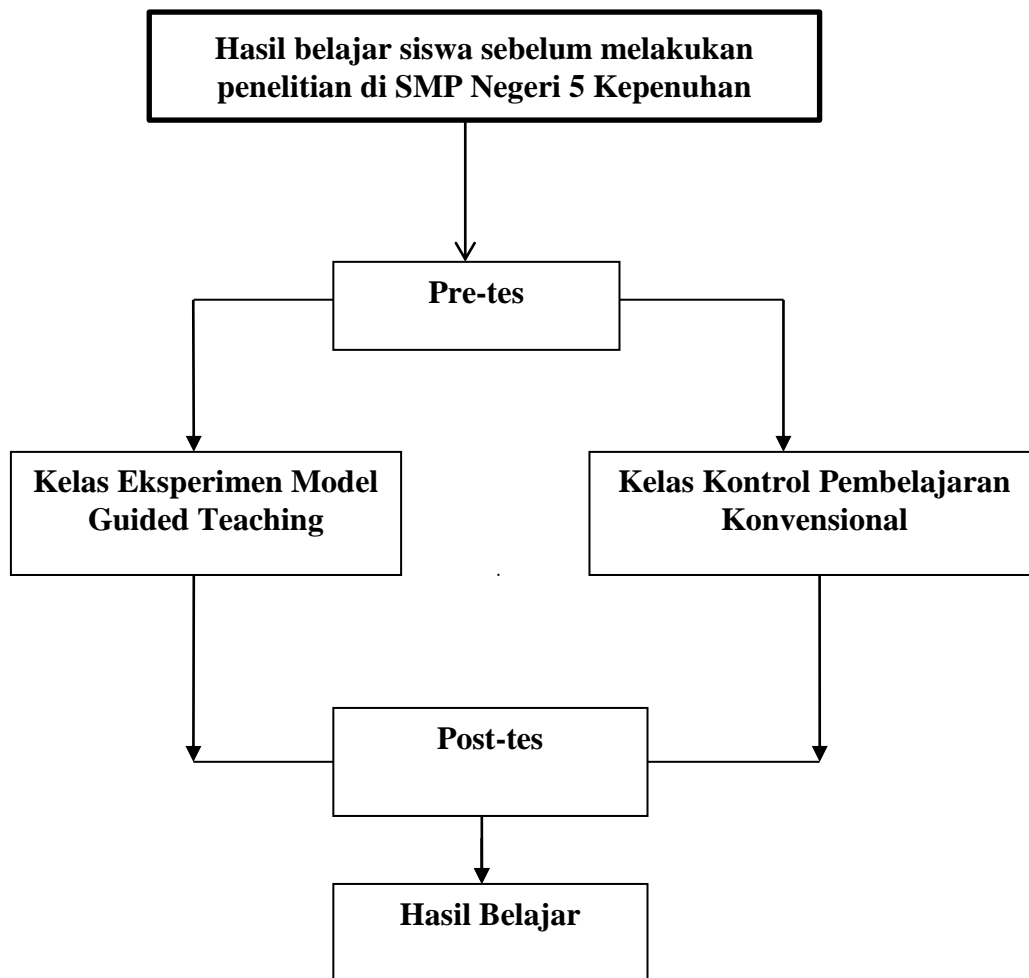 Hasil belajar siswa sebelum melakukan
penelitian di SMP Negeri 5 Kepenuhan
Pre-tes
Kelas Eksperimen Model
Guided Teaching
Kelas Kontrol Pembelajaran
Konvensional
Post-tes
Hasil Belajar